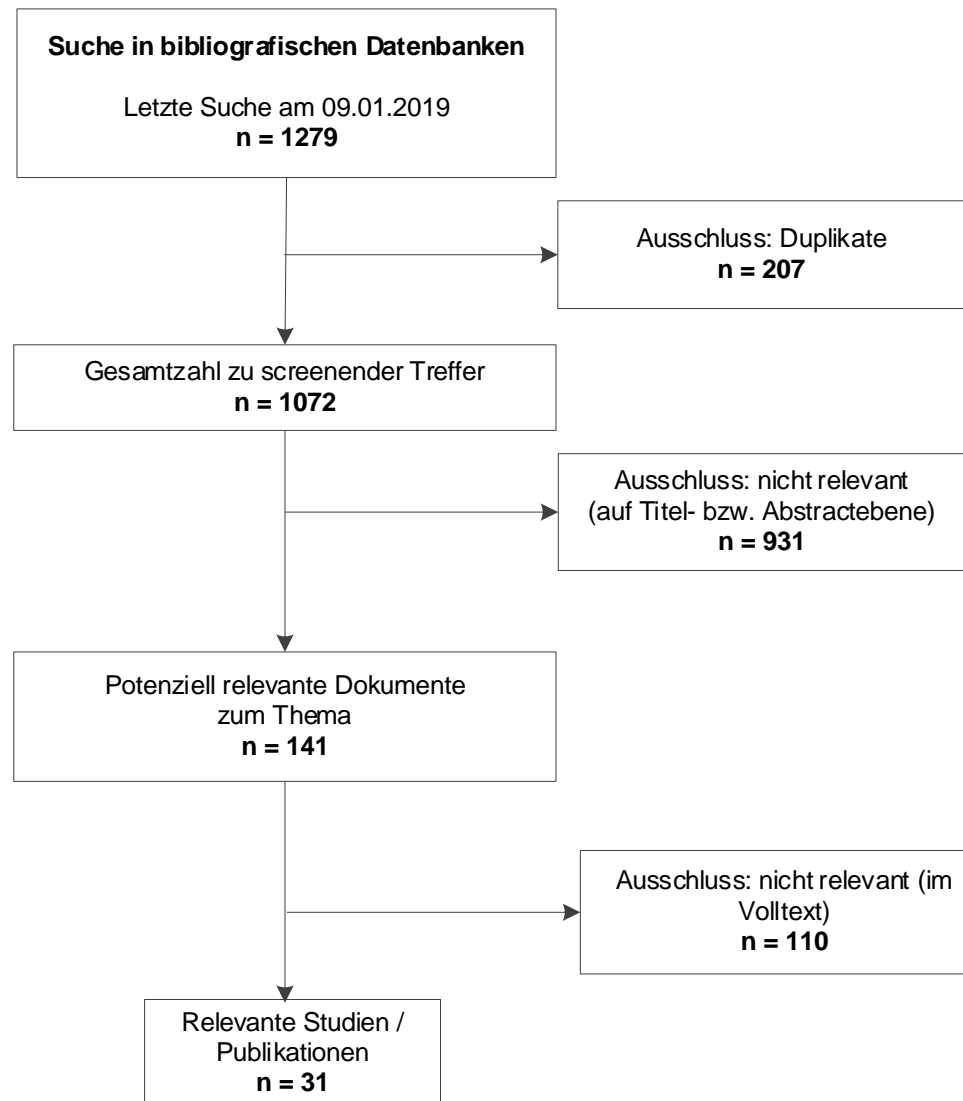 Suche in bibliografischen Datenbanken
Letzte Suche am 09.01.2019
n = 1279
Ausschluss: Duplikate
n = 207
Gesamtzahl zu screenender Treffer
n = 1072
Ausschluss: nicht relevant
(auf Titel- bzw. Abstractebene)
n = 931
Potenziell relevante Dokumente
zum Thema
n = 141
Ausschluss: nicht relevant (im
Volltext)
n = 110
Relevante Studien /
Publikationen
n = 31